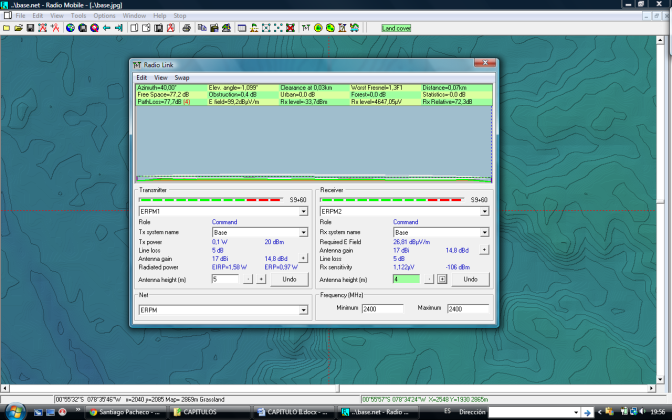 ..\base.net - Radio Mobile - [..\base.jpg]
File Edit View Tools Options Window Help
Land cover
Radio Link
Edit View Swap
Azimuth=40,00° Elev. angle=-1,099° Clearance at 0,03km Worst Fresnel=1,3F1 Distance=0,07km
Free Space=77,2 dB Obstruction=0,4 dB Urban=0,0 dB Forest=0,0 dB Statistics=-0,0 dB
PathLoss=77,7dB (4) E field=99,2dBµV/m Rx level=-33,7dBm Rx level=4647,05µV Rx Relative=72,3dB
Transmitter
S9+60
ERPM1
Role Command
Tx system name Base
Tx power 0,1 W 20 dBm
Line loss 5 dB
Antenna gain 17 dBi 14,8 dBd +
Radiated power EIRP=1,58 W ERP=0,97 W
Antenna height (m) 5 - + Undo
Net
ERPM
Receiver
S9+60
ERPM2
Role Command
Rx system name Base
Required E Field 26,81 dBµV/m
Antenna gain 17 dBi 14,8 dBd +
Line loss 5 dB
Rx sensitivity 1,122µV -106 dBm
Antenna height (m) 4 - + Undo
Frequency (MHz)
Minimum 2400 Maximum 2400
00°55'32"S 078°35'46"W x=2040 y=2085 Map= 2869m Grassland
00°55'57"S 078°34'24"W X=2548 Y=1930 2865m
Santiago Pacheco - ... CAPITULOS CAPITULO II.docx - ... ..\base.net - Radio ... ES Dirección 19:56